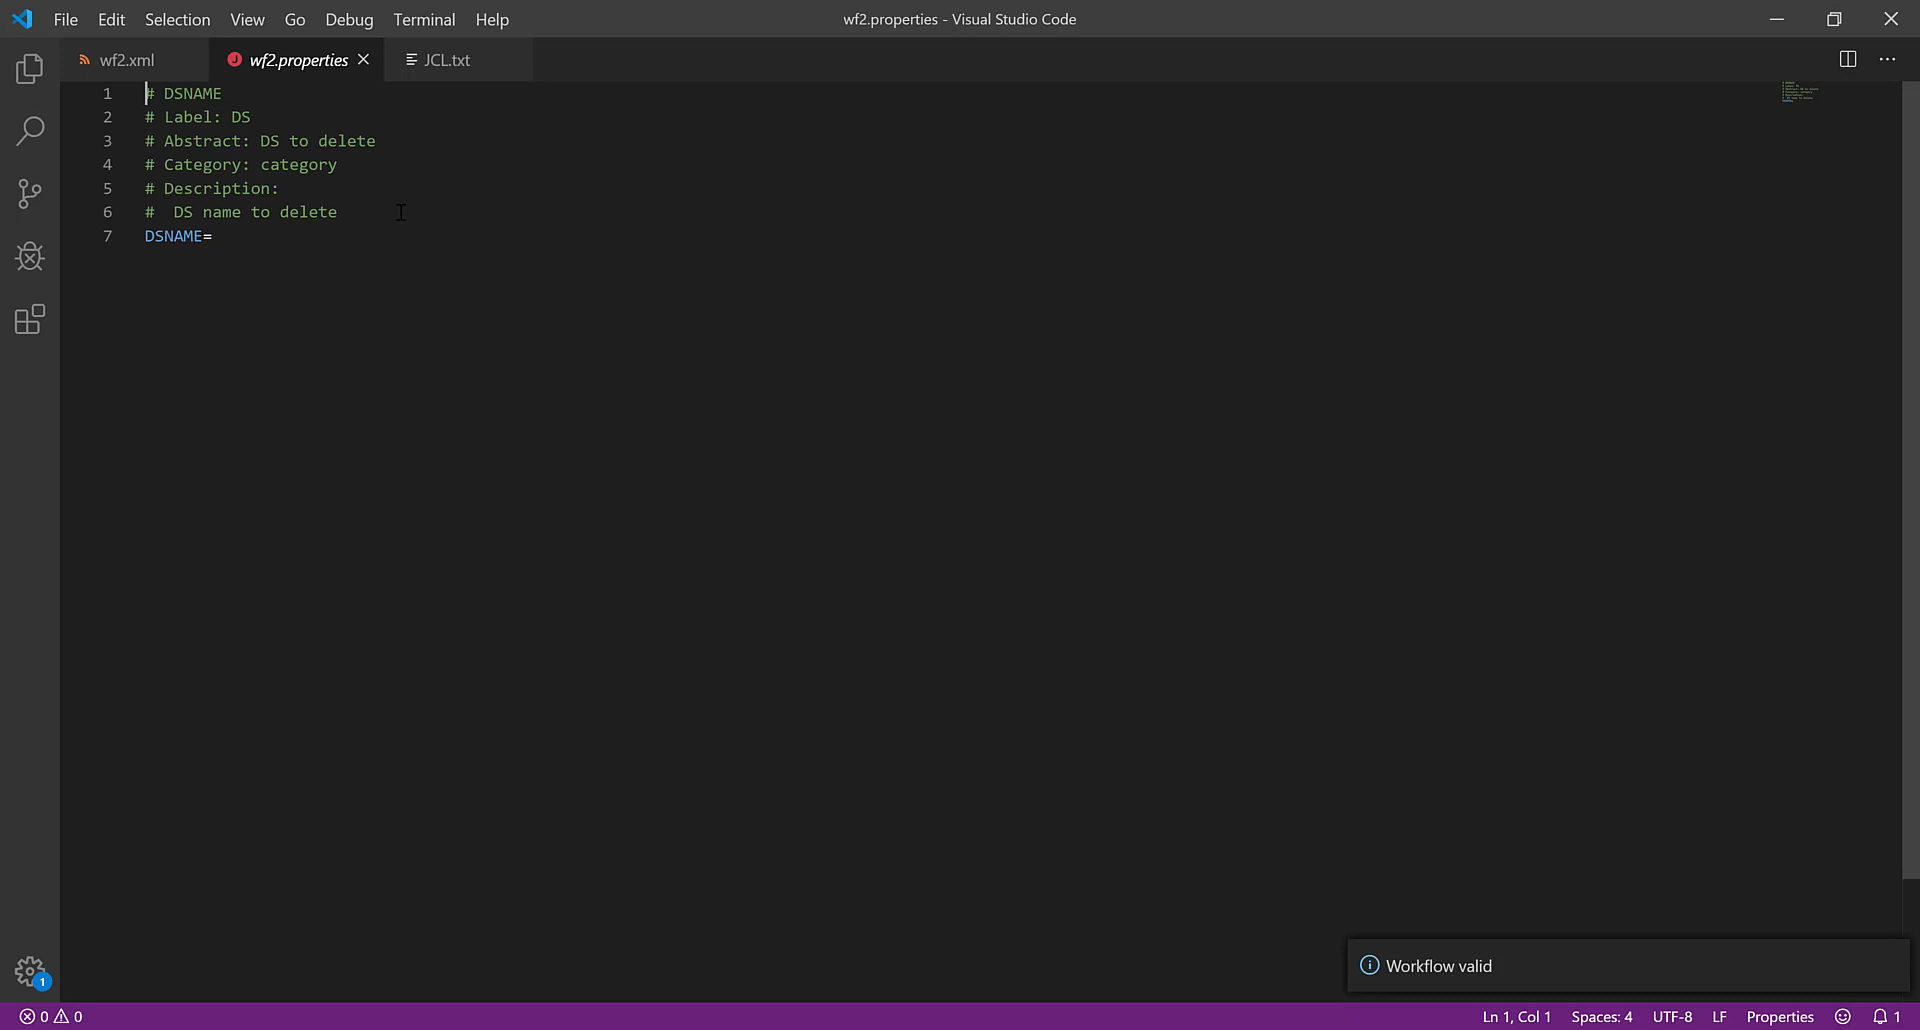 File Edit Selection View Go Debug Terminal Help
wf2.properties - Visual Studio Code
wf2.xml
wf2.properties
JCL.txt
1 # DSNAME
2 # Label: DS
3 # Abstract: DS to delete
4 # Category: category
5 # Description:
6 #  DS name to delete
7 DSNAME=
Workflow valid
1
0 0
Ln 1, Col 1 Spaces: 4 UTF-8 LF Properties 1